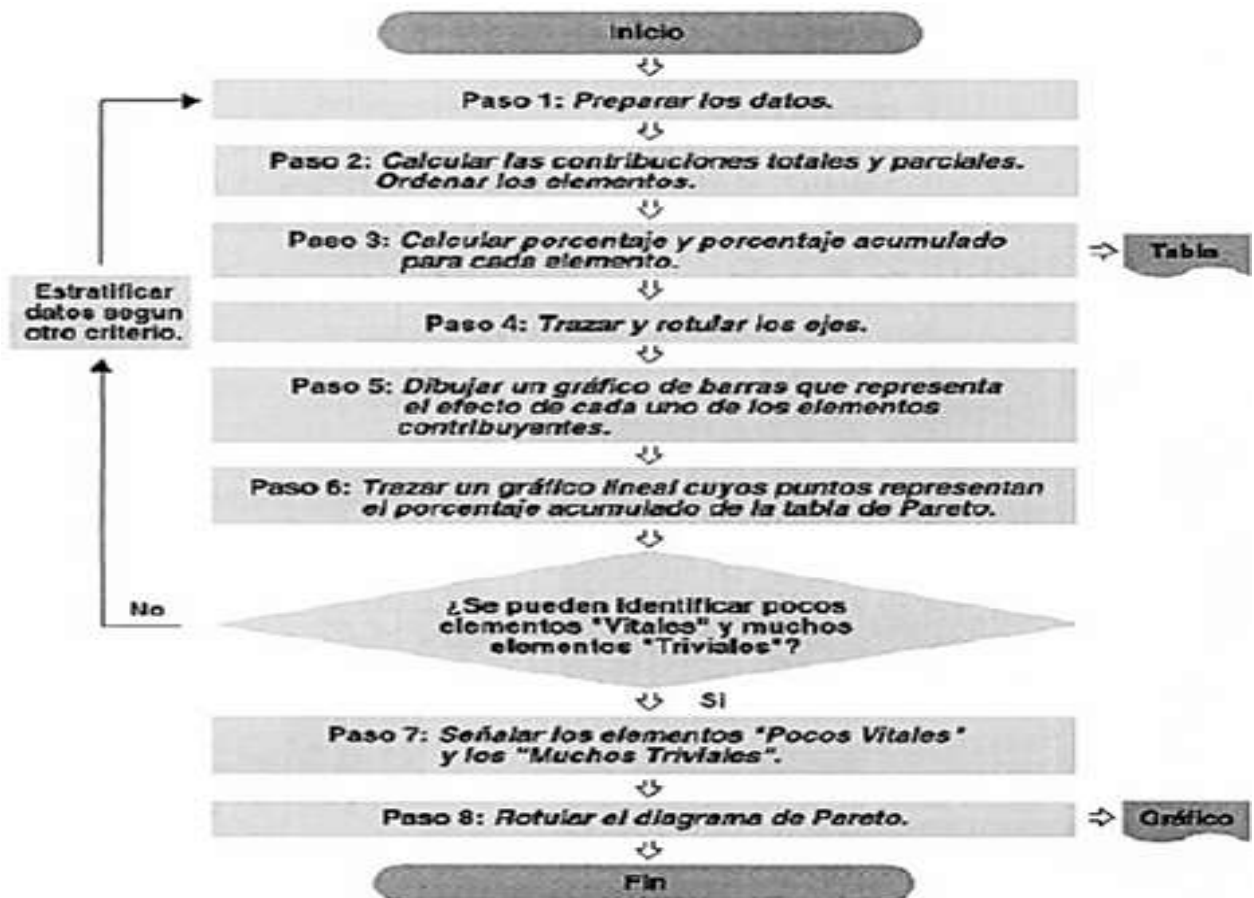 Inicio
Paso 1: Preparar los datos.
Paso 2: Calcular las contribuciones totales y parciales.
Ordenar los elementos.
Paso 3: Calcular porcentaje y porcentaje acumulado
para cada elemento.
Tabla
Estratificar
datos segun
otro criterio.
Paso 4: Trazar y rotular los ejes.
Paso 5: Dibujar un gráfico de barras que representa
el efecto de cada uno de los elementos
contribuyentes.
Paso 6: Trazar un gráfico lineal cuyos puntos representan
el porcentaje acumulado de la tabla de Pareto.
No
¿Se pueden Identificar pocos
elementos "Vitales" y muchos
elementos "Triviales"?
Si
Paso 7: Señalar los elementos "Pocos Vitales"
y los "Muchos Triviales".
Paso 8: Rotular el diagrama de Pareto.
Gráfico
Fin